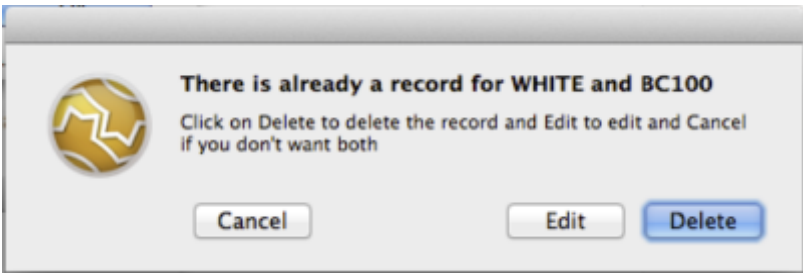 There is already a record for WHITE and BC100
Click on Delete to delete the record and Edit to edit and Cancel
if you don't want both
Cancel
Edit
Delete